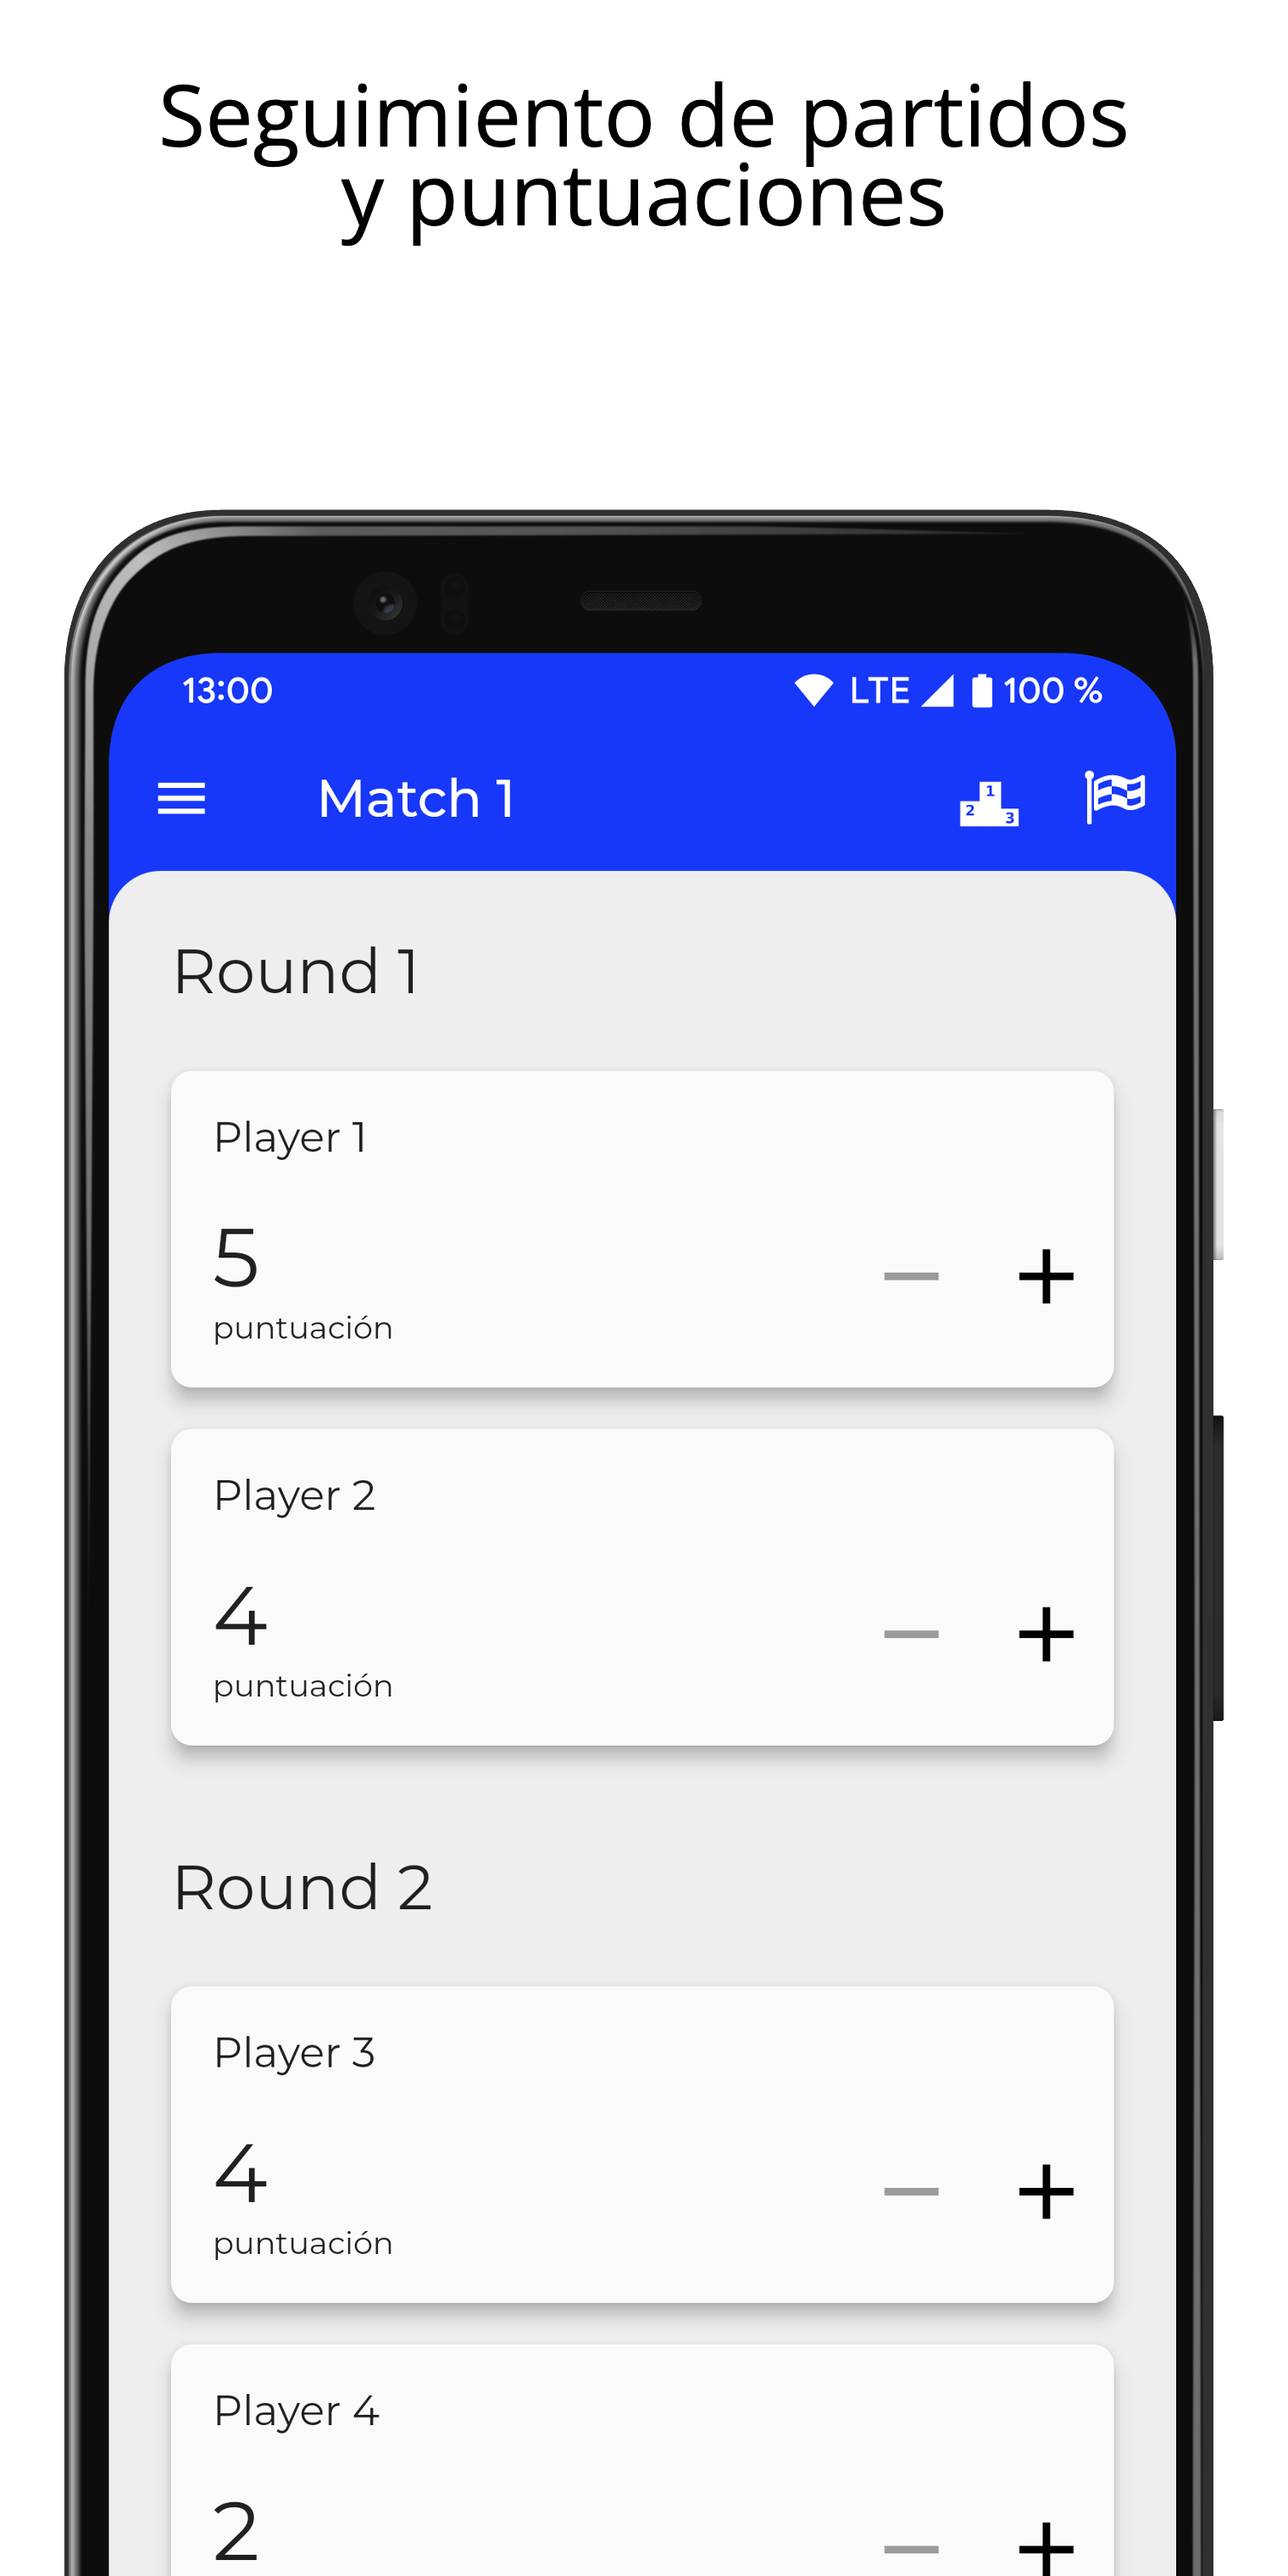 Seguimiento de partidos
y puntuaciones
13:00 LTE 100 %
Match 1
1
2
3
Round 1
Player 1
5
puntuación
Player 2
4
puntuación
Round 2
Player 3
4
puntuación
Player 4
2